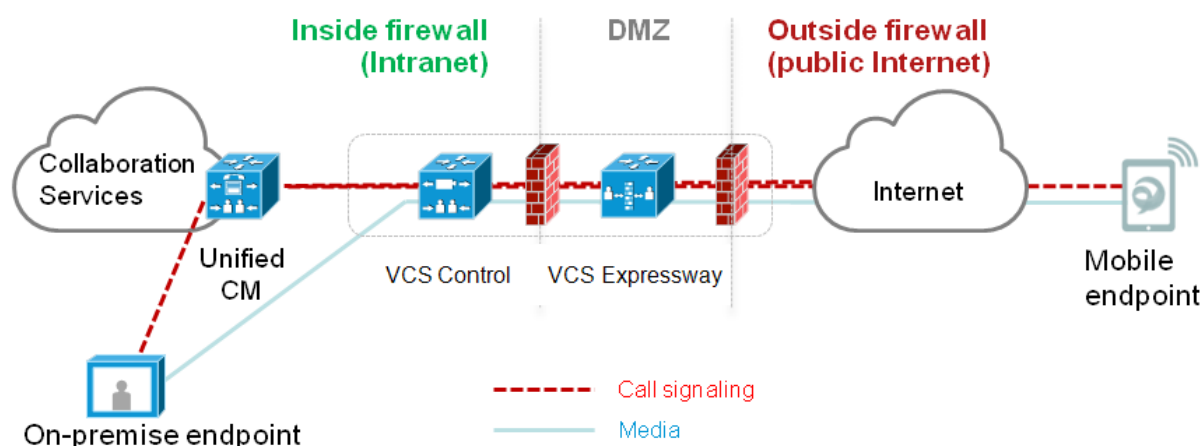 Inside firewall
(Intranet)
DMZ
Outside firewall
(public Internet)
Collaboration
Services
Unified
CM
VCS Control
VCS Expressway
Internet
Mobile
endpoint
On-premise endpoint
Call signaling
Media